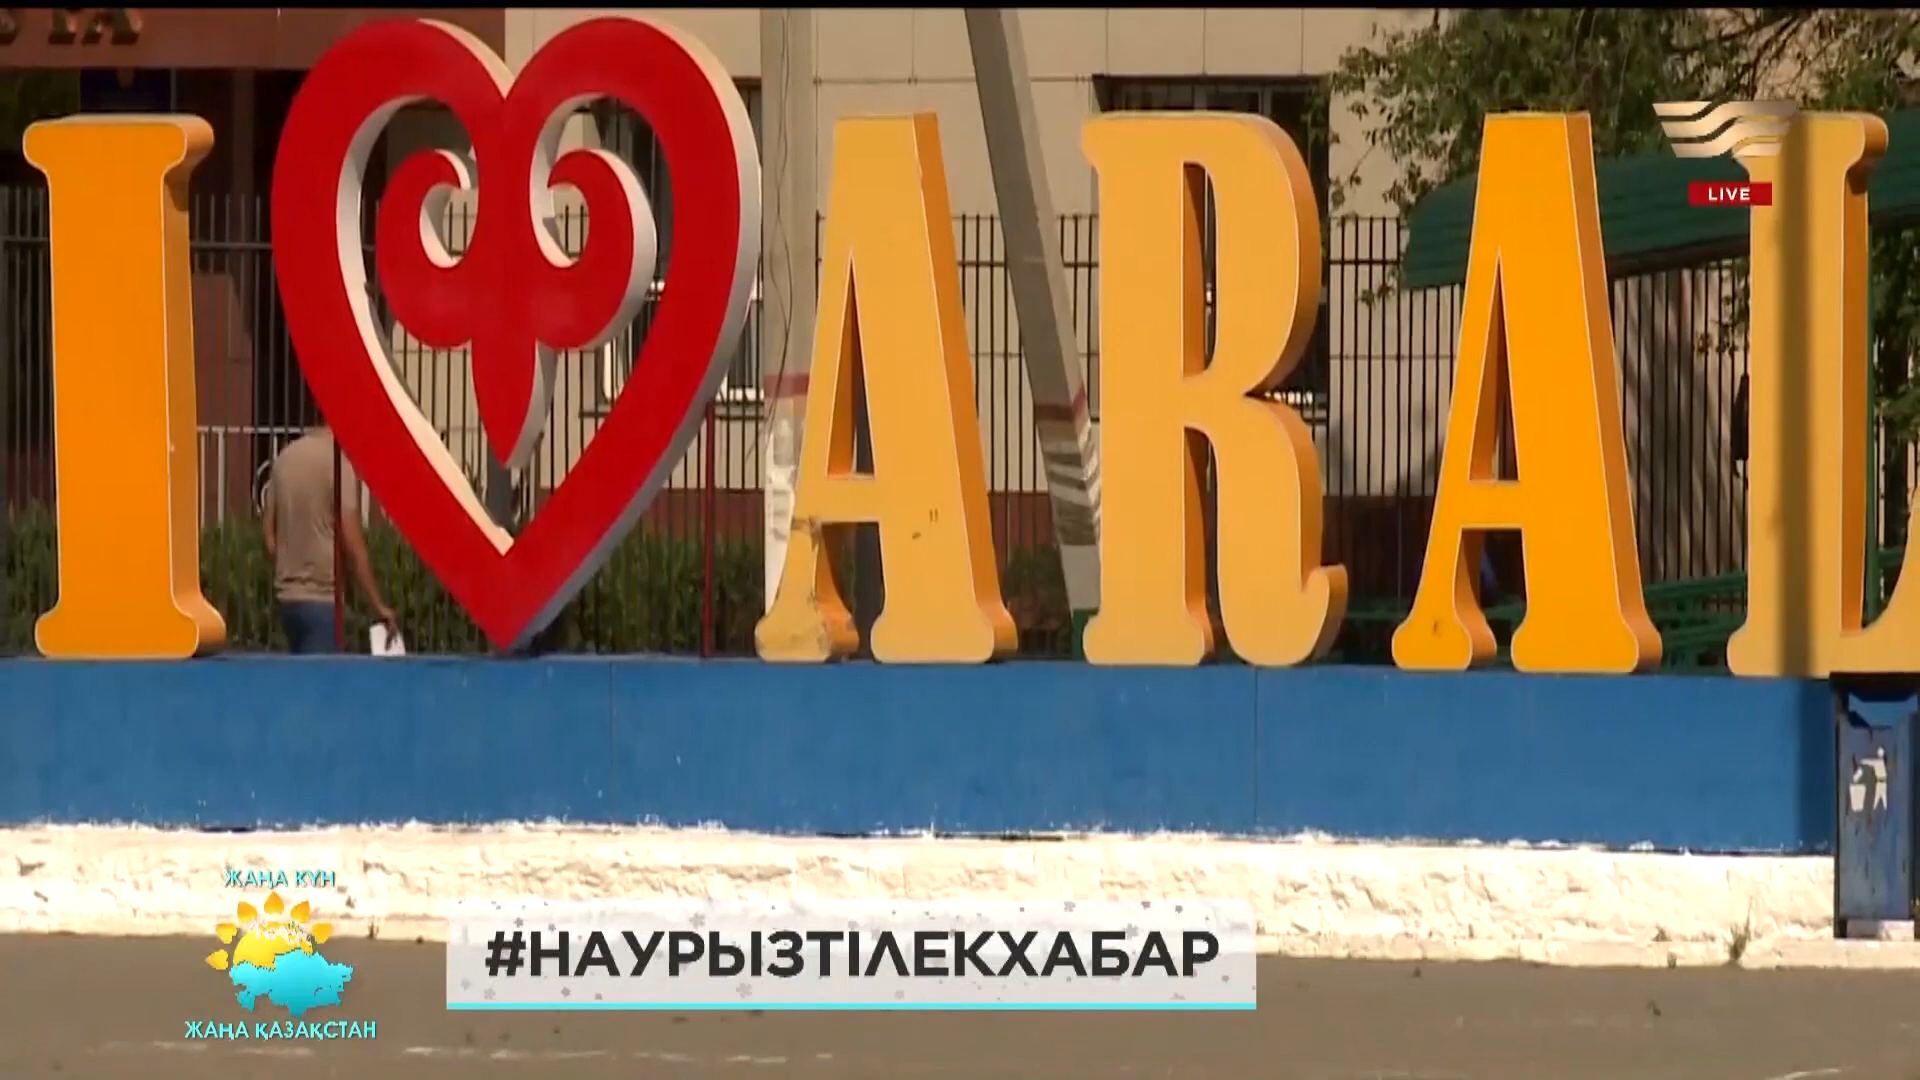 I ARAL
LIVE
ЖАҢА КҮН
ЖАҢА ҚАЗАҚСТАН
#НАУРЫЗТІЛЕКХАБАР